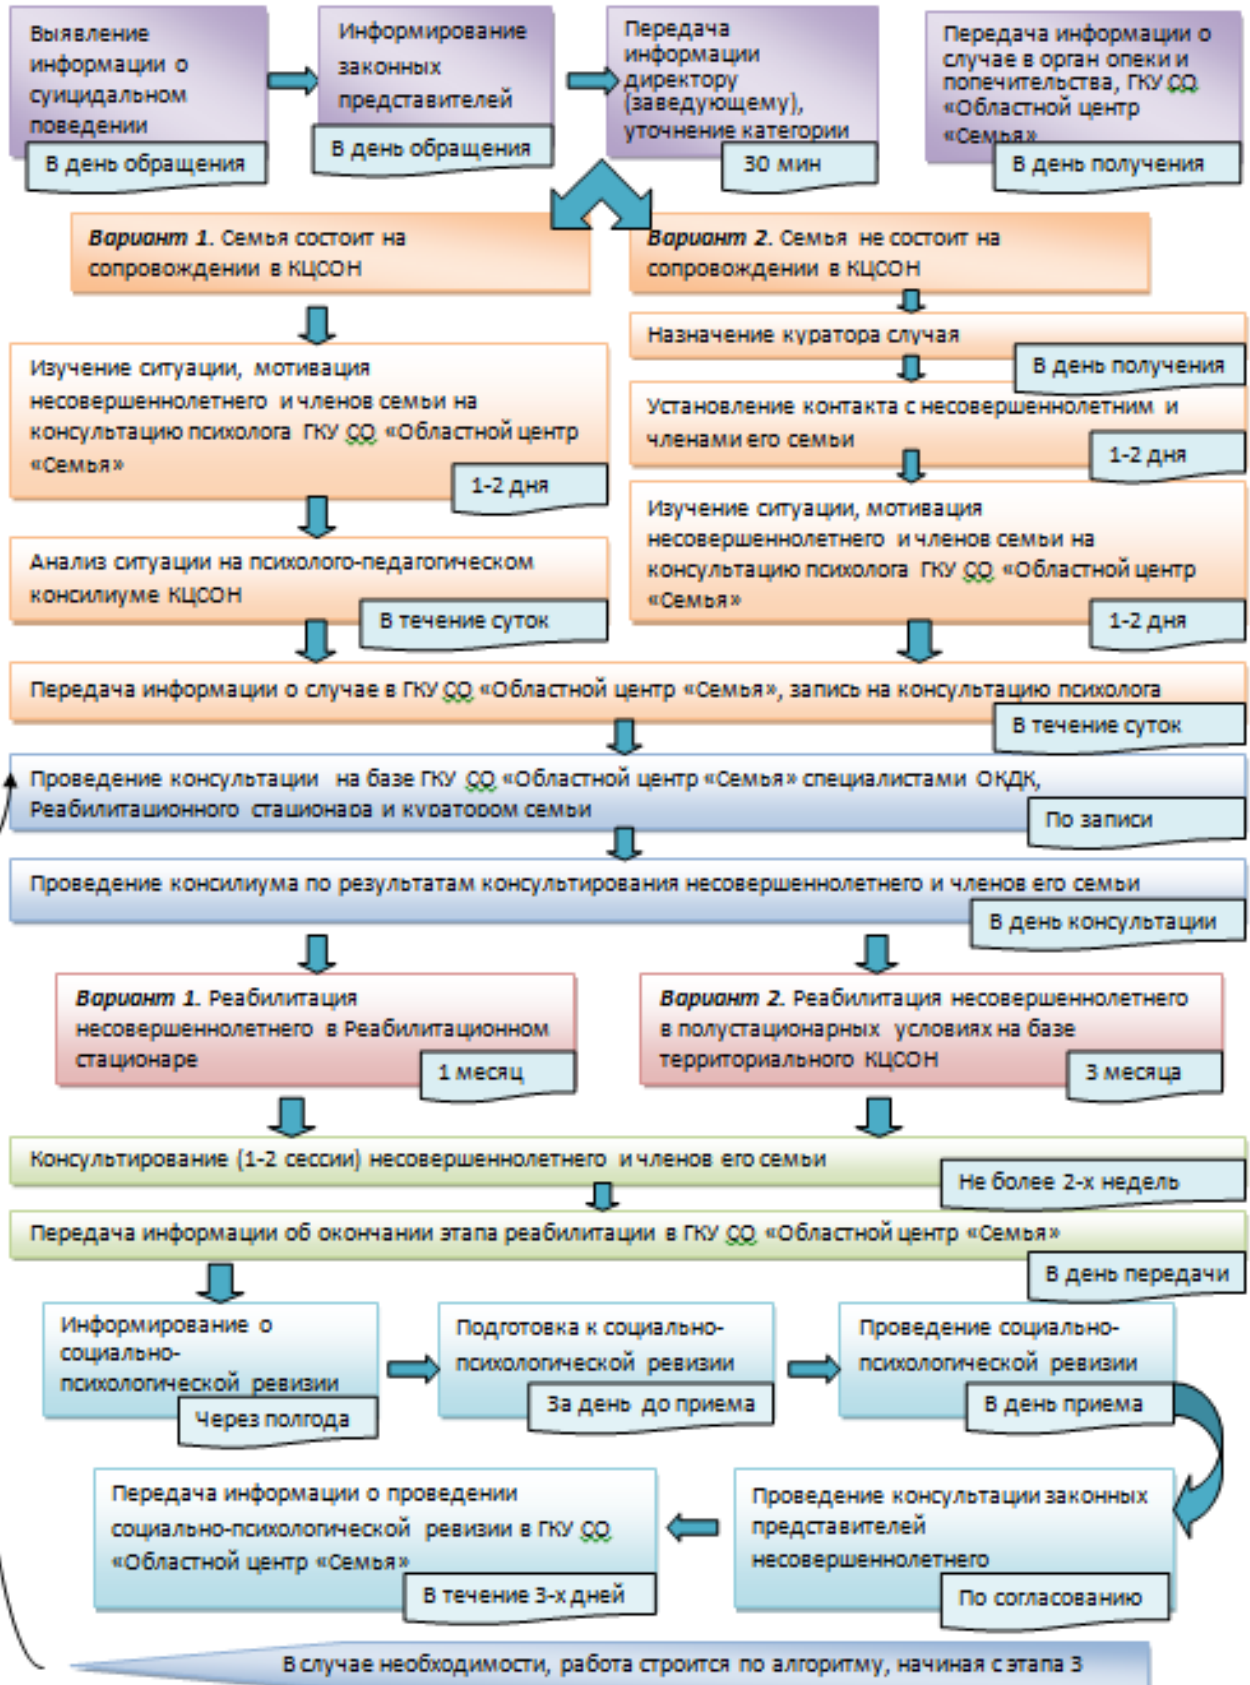 Выявление
информации о
суицидальном
поведении
В день обращения
Информирование
законных
представителей
В день обращения
Передача
информации
директору
(заведующему),
уточнение категории
30 мин
Передача информации о
случае в орган опеки и
попечительства, ГКУ СО
«Областной центр
«Семья»
В день получения
Вариант 1. Семья состоит на
сопровождении в КЦСОН
Вариант 2. Семья не состоит на
сопровождении в КЦСОН
Изучение ситуации, мотивация
несовершеннолетнего и членов семьи на
консультацию психолога ГКУ СО «Областной центр
«Семья»
1-2 дня
Анализ ситуации на психолого-педагогическом
консилиуме КЦСОН
В течение суток
Назначение куратора случая
В день получения
Установление контакта с несовершеннолетним и
членами его семьи
1-2 дня
Изучение ситуации, мотивация
несовершеннолетнего и членов семьи на
консультацию психолога ГКУ СО «Областной центр
«Семья»
1-2 дня
Передача информации о случае в ГКУ СО «Областной центр «Семья», запись на консультацию психолога
В течение суток
Проведение консультации на базе ГКУ СО «Областной центр «Семья» специалистами ОКДК,
Реабилитационного стационара и куратором семьи
По записи
Проведение консилиума по результатам консультирования несовершеннолетнего и членов его семьи
В день консультации
Вариант 1. Реабилитация
несовершеннолетнего в Реабилитационном
стационаре
1 месяц
Вариант 2. Реабилитация несовершеннолетнего
в полустационарных условиях на базе
территориального КЦСОН
3 месяца
Консультирование (1-2 сессии) несовершеннолетнего и членов его семьи
Не более 2-х недель
Передача информации об окончании этапа реабилитации в ГКУ СО «Областной центр «Семья»
В день передачи
Информирование о
социально-
психологической ревизии
Через полгода
Подготовка к социально-
психологической ревизии
За день до приема
Проведение социально-
психологической ревизии
В день приема
Передача информации о проведении
социально-психологической ревизии в ГКУ СО
«Областной центр «Семья»
В течение 3-х дней
Проведение консультации законных
представителей
несовершеннолетнего
По согласованию
В случае необходимости, работа строится по алгоритму, начиная с этапа 3